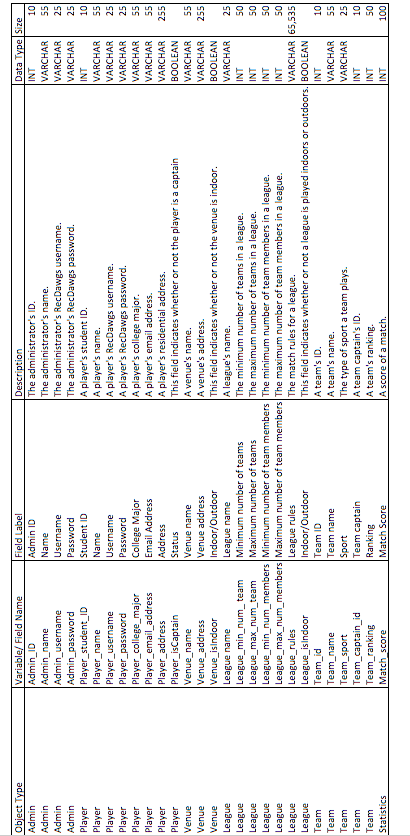 Object Type Variable/ Field Name Field Label Description Data Type Size
Admin Admin_ID Admin ID The administrator's ID. INT 10
Admin Admin_name Name The administrator's name. VARCHAR 55
Admin Admin_username Username The administrator's RecDawgs username. VARCHAR 25
Admin Admin_password Password The administrator's RecDawgs password. VARCHAR 25
Player Player_student_ID Student ID A player's student ID. INT 10
Player Player_name Name A player's name. VARCHAR 55
Player Player_username Username A player's RecDawgs username. VARCHAR 25
Player Player_password Password A player's RecDawgs password. VARCHAR 25
Player Player_college_major College Major A player's college major. VARCHAR 55
Player Player_email_address Email Address A player's email address. VARCHAR 55
Player Player_address Address A player's residential address. VARCHAR 255
Player Player_isCaptain Status This field indicates whether or not the player is a captain BOOLEAN
Venue Venue_name Venue name A venue's name. VARCHAR 55
Venue Venue_address Venue address A venue's address. VARCHAR 255
Venue Venue_isIndoor Indoor/Outdoor This field indicates whether or not the venue is indoor. BOOLEAN
League League_name League name A league's name. VARCHAR 25
League League_min_num_team Minimum number of teams The minimum number of teams in a league. INT 50
League League_max_num_team Maximum number of teams The maximum number of teams in a league. INT 50
League League_min_num_members Minimum number of team members The minimum number of team members in a league. INT 50
League League_max_num_members Maximum number of team members The maximum number of team members in a league. INT 50
League League_rules League rules The match rules for a league. VARCHAR 65,535
League League_isIndoor Indoor/Outdoor This field indicates whether or not a league is played indoors or outdoors. BOOLEAN
Team Team_id Team ID A team's ID. INT 10
Team Team_name Team name A team's name. VARCHAR 55
Team Team_sport Sport The type of sport a team plays. VARCHAR 25
Team Team_captain_id Team captain A team captain's ID. INT 10
Team Team_ranking Ranking A team's ranking. INT 50
Statistics Match_score Match Score A score of a match. INT 100